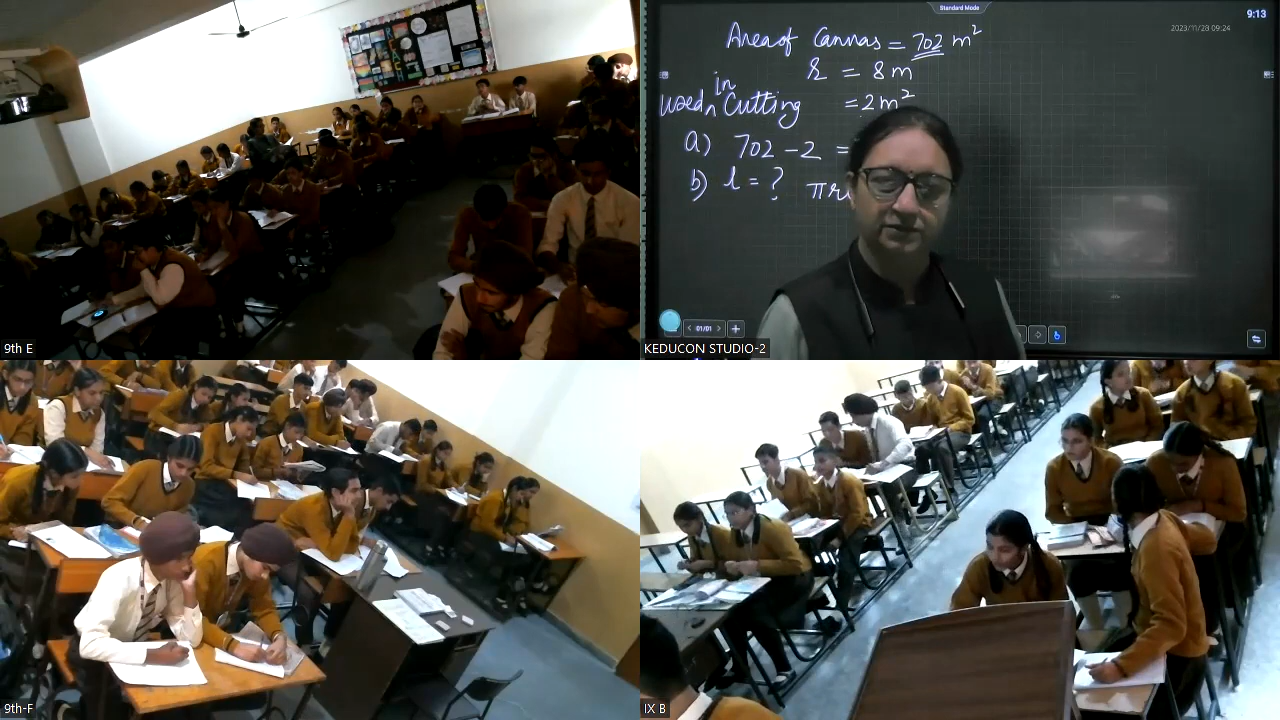 Standard Mode
9:13
2023/11/28 09:24
Area of Canvas = 702 m²
r = 8 m
in
used ^ Cutting = 2 m²
a) 702 - 2 =
b) l = ? πr
01/01
9th E
KEDUCON STUDIO-2
9th-F
IX B